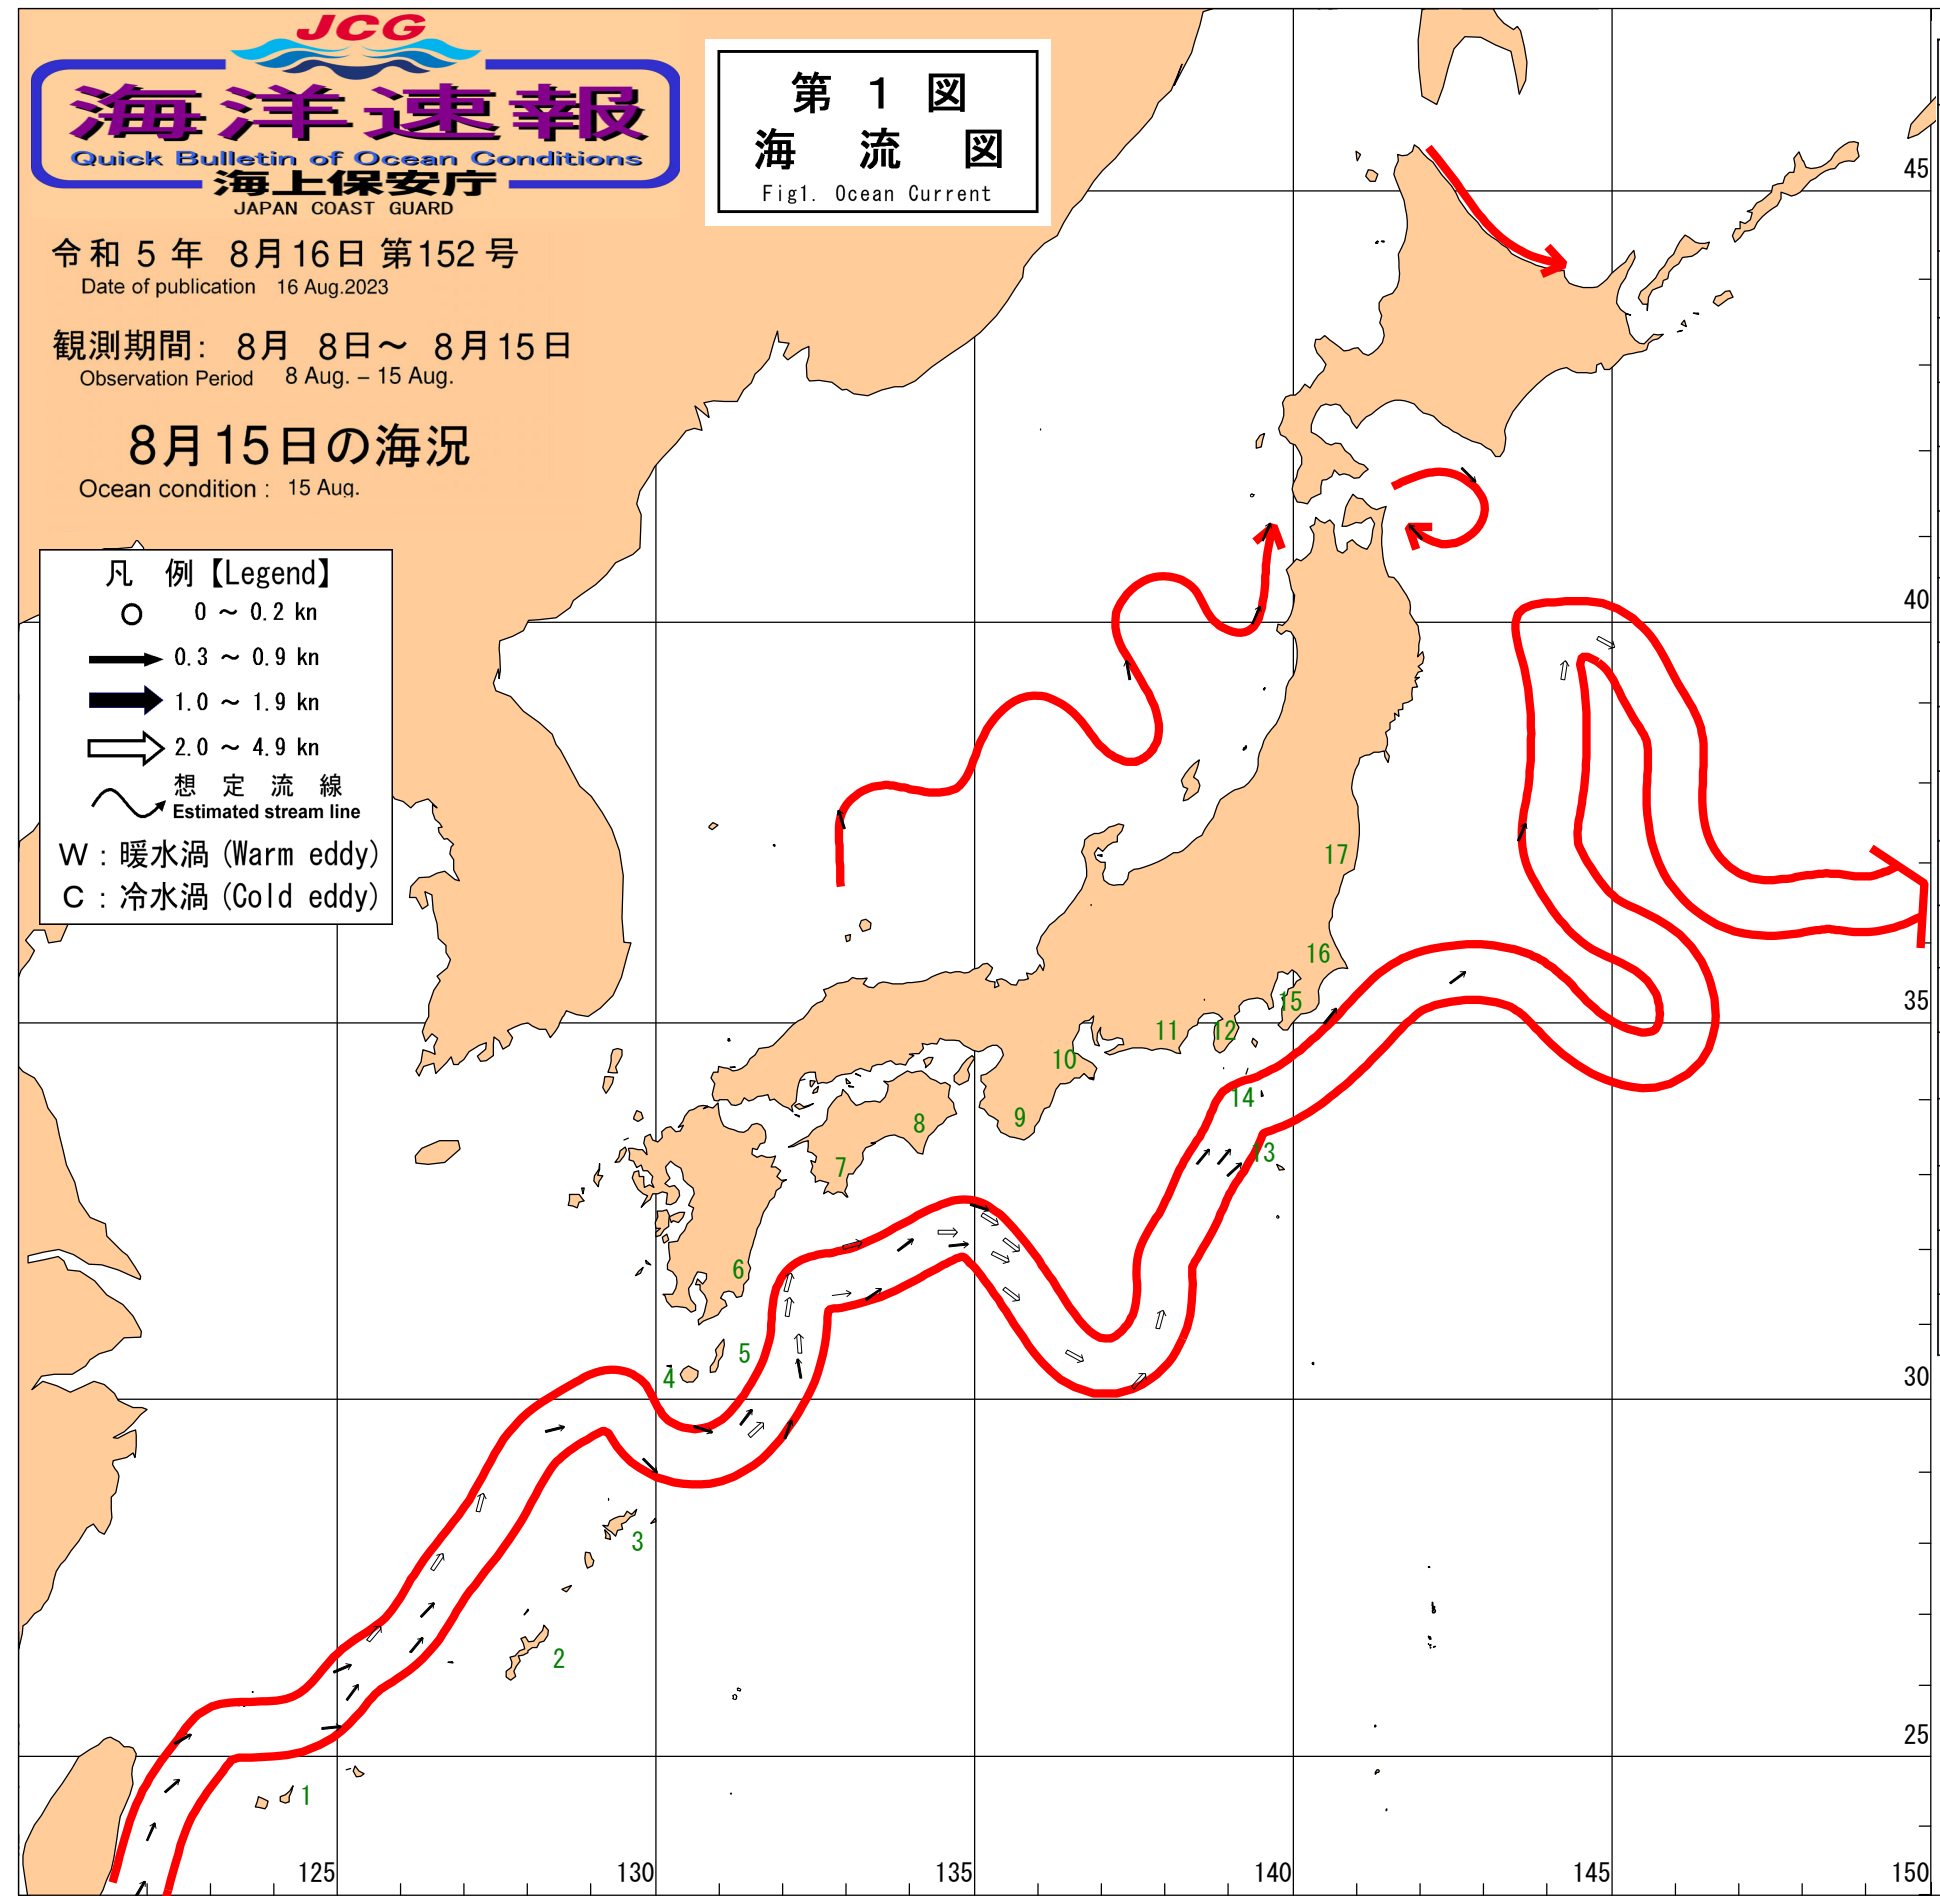 JCG
海洋速報
Quick Bulletin of Ocean Conditions
海上保安庁
JAPAN COAST GUARD
第 1 図
海 流 図
Fig1. Ocean Current
令和 5 年 8月16日 第152号
Date of publication 16 Aug.2023
観測期間: 8月 8日～ 8月15日
Observation Period 8 Aug. – 15 Aug.
8月15日の海況
Ocean condition : 15 Aug.
凡 例【Legend】
0 ～ 0.2 kn
0.3 ～ 0.9 kn
1.0 ～ 1.9 kn
2.0 ～ 4.9 kn
想 定 流 線
Estimated stream line
W : 暖水渦 (Warm eddy)
C : 冷水渦 (Cold eddy)
45
40
17
16
35
15
11
12
10
14
9
8
13
7
6
5
4
30
3
2
25
1
125
130
135
140
145
150